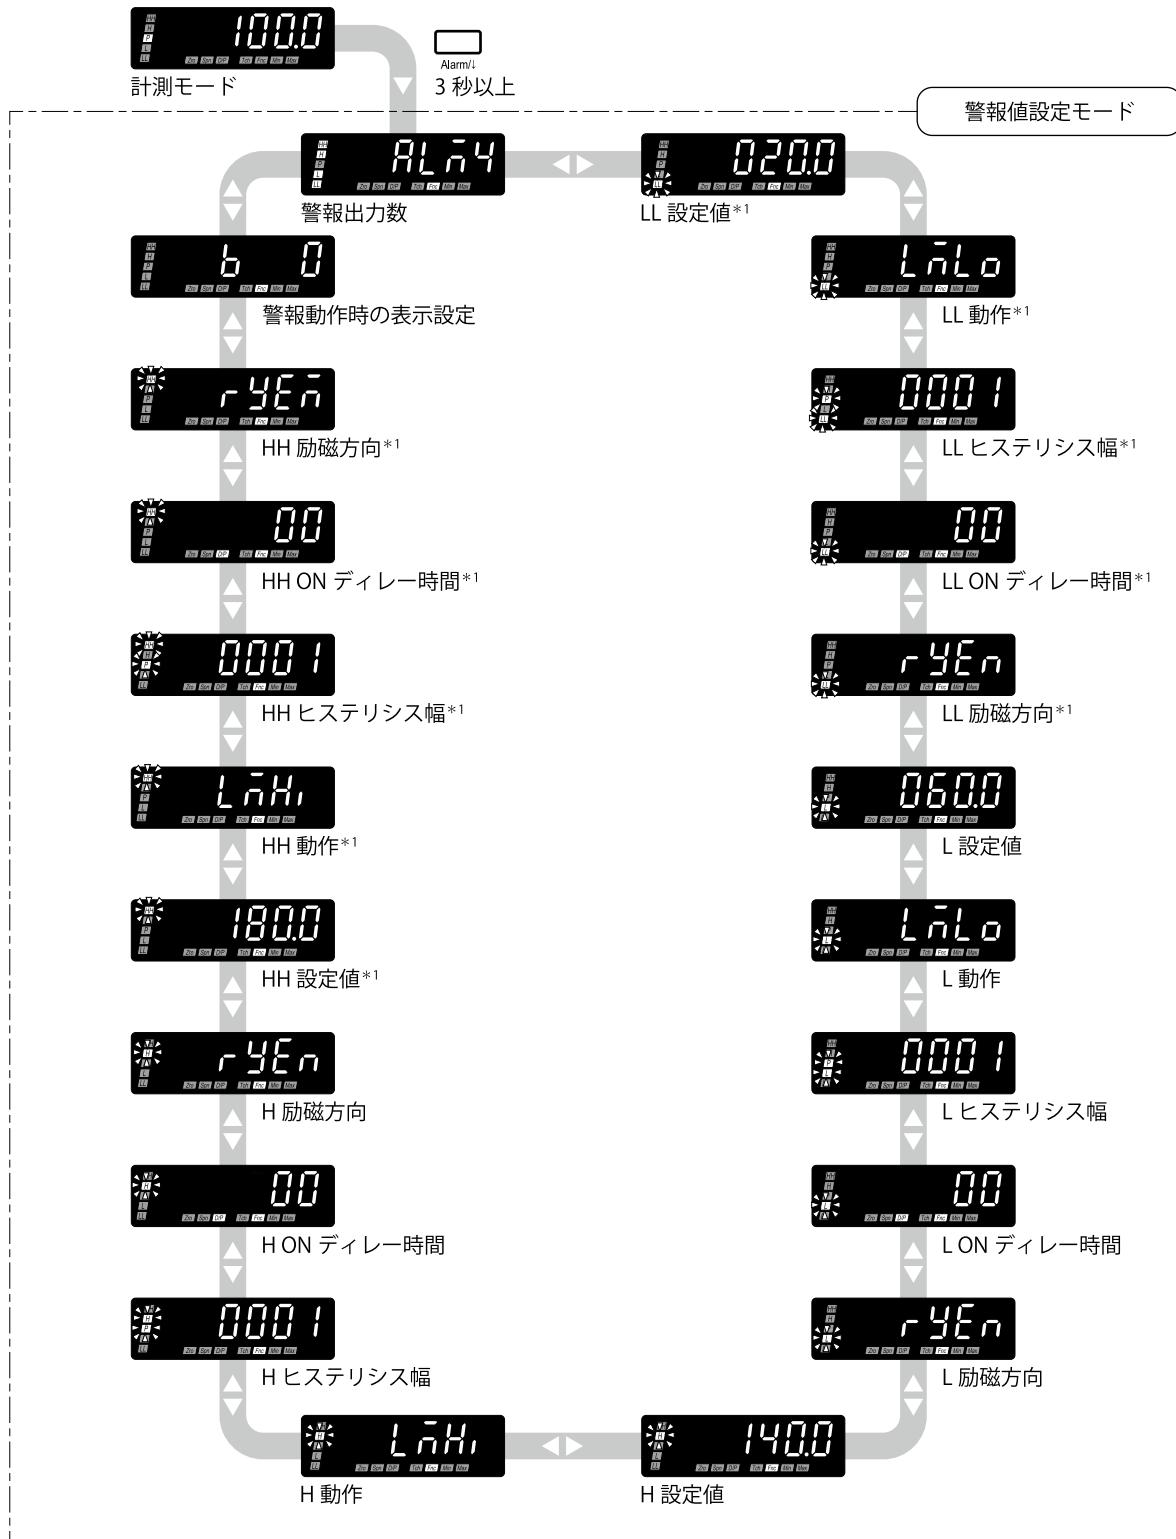 100.0
計測モード
Alarm/↓
3 秒以上
警報値設定モード
ALM4
警報出力数
020.0
LL 設定値*1
b 0
警報動作時の表示設定
LMLo
LL 動作*1
rYEM
HH 励磁方向*1
0001
LL ヒステリシス幅*1
00
HH ON ディレー時間*1
00
LL ON ディレー時間*1
0001
HH ヒステリシス幅*1
rYEn
LL 励磁方向*1
LMHi
HH 動作*1
060.0
L 設定値
180.0
HH 設定値*1
LMLo
L 動作
rYEn
H 励磁方向
0001
L ヒステリシス幅
00
H ON ディレー時間
00
L ON ディレー時間
0001
H ヒステリシス幅
rYEn
L 励磁方向
LMHi
H 動作
140.0
H 設定値